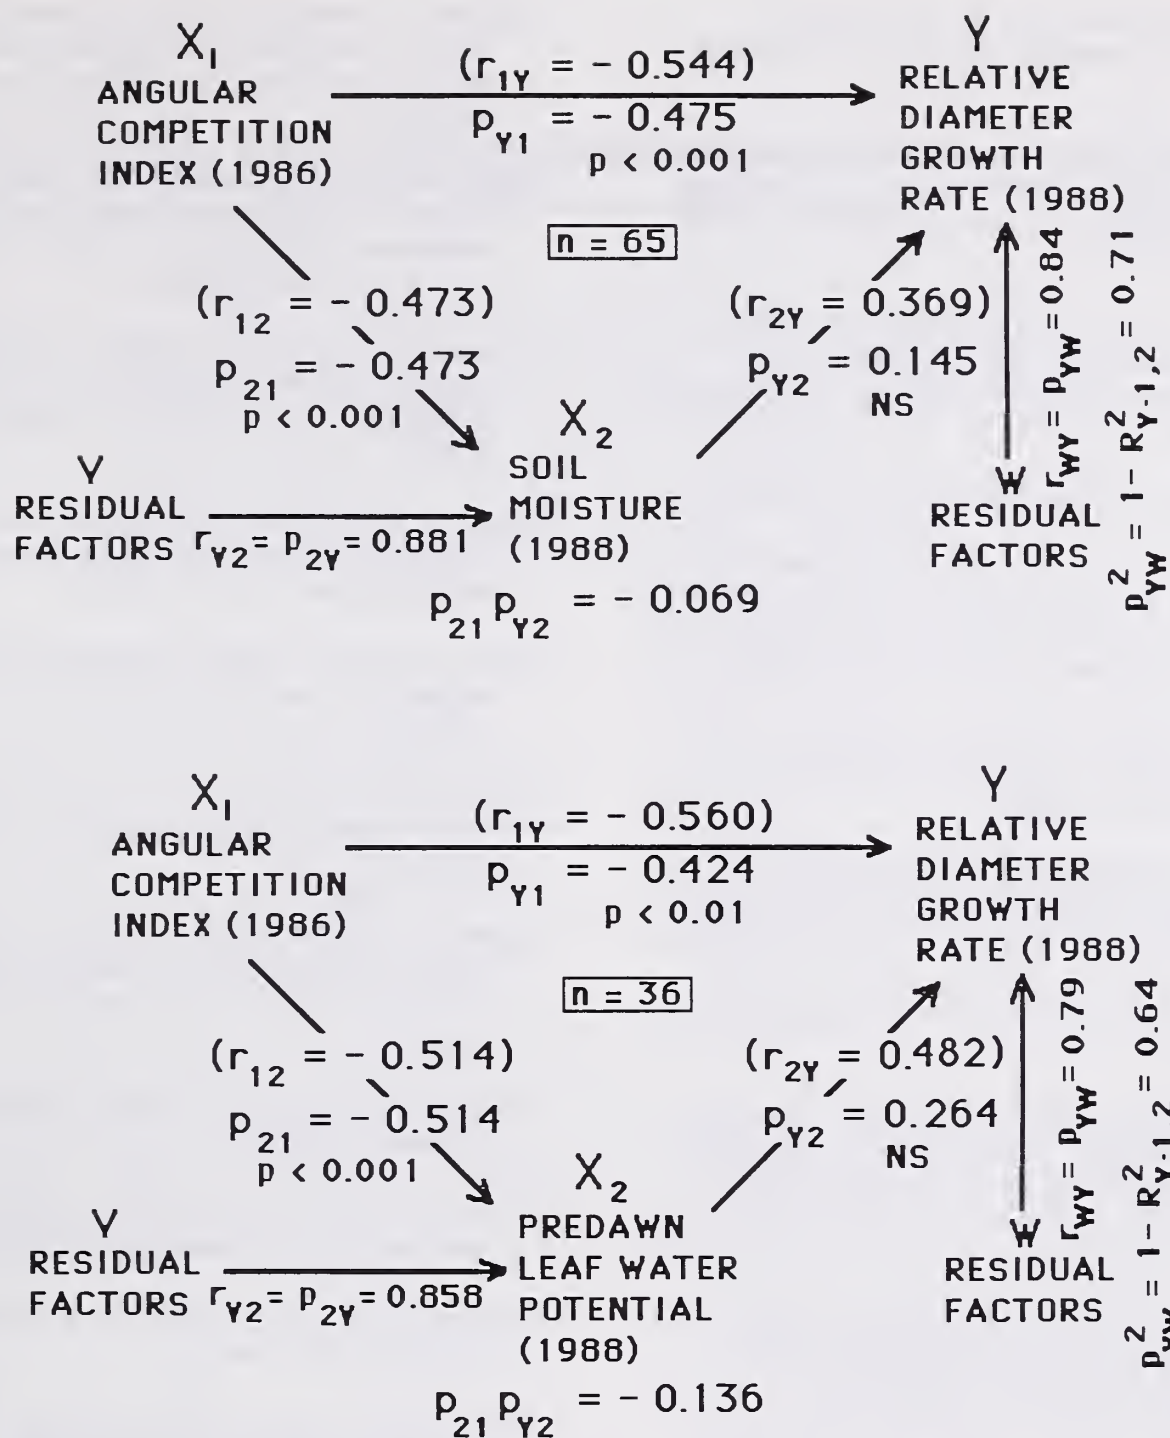 X₁
ANGULAR
COMPETITION
INDEX (1986)
(r₁Y = - 0.544)
pY1 = - 0.475
p < 0.001
Y
RELATIVE
DIAMETER
GROWTH
RATE (1988)
n = 65
(r₁₂ = - 0.473)
p₂₁ = - 0.473
p < 0.001
(r₂Y = 0.369)
pY2 = 0.145
NS
rWY = pYW = 0.84
p²YW = 1 - R²Y·1,2 = 0.71
X₂
SOIL
MOISTURE
(1988)
V
RESIDUAL
FACTORS
rV2 = p2V = 0.881
W
RESIDUAL
FACTORS
p₂₁ pY2 = - 0.069
X₁
ANGULAR
COMPETITION
INDEX (1986)
(r₁Y = - 0.560)
pY1 = - 0.424
p < 0.01
Y
RELATIVE
DIAMETER
GROWTH
RATE (1988)
n = 36
(r₁₂ = - 0.514)
p₂₁ = - 0.514
p < 0.001
(r₂Y = 0.482)
pY2 = 0.264
NS
rWY = pYW = 0.79
p²YW = 1 - R²Y·1,2 = 0.64
X₂
PREDAWN
LEAF WATER
POTENTIAL
(1988)
V
RESIDUAL
FACTORS
rV2 = p2V = 0.858
W
RESIDUAL
FACTORS
p₂₁ pY2 = - 0.136